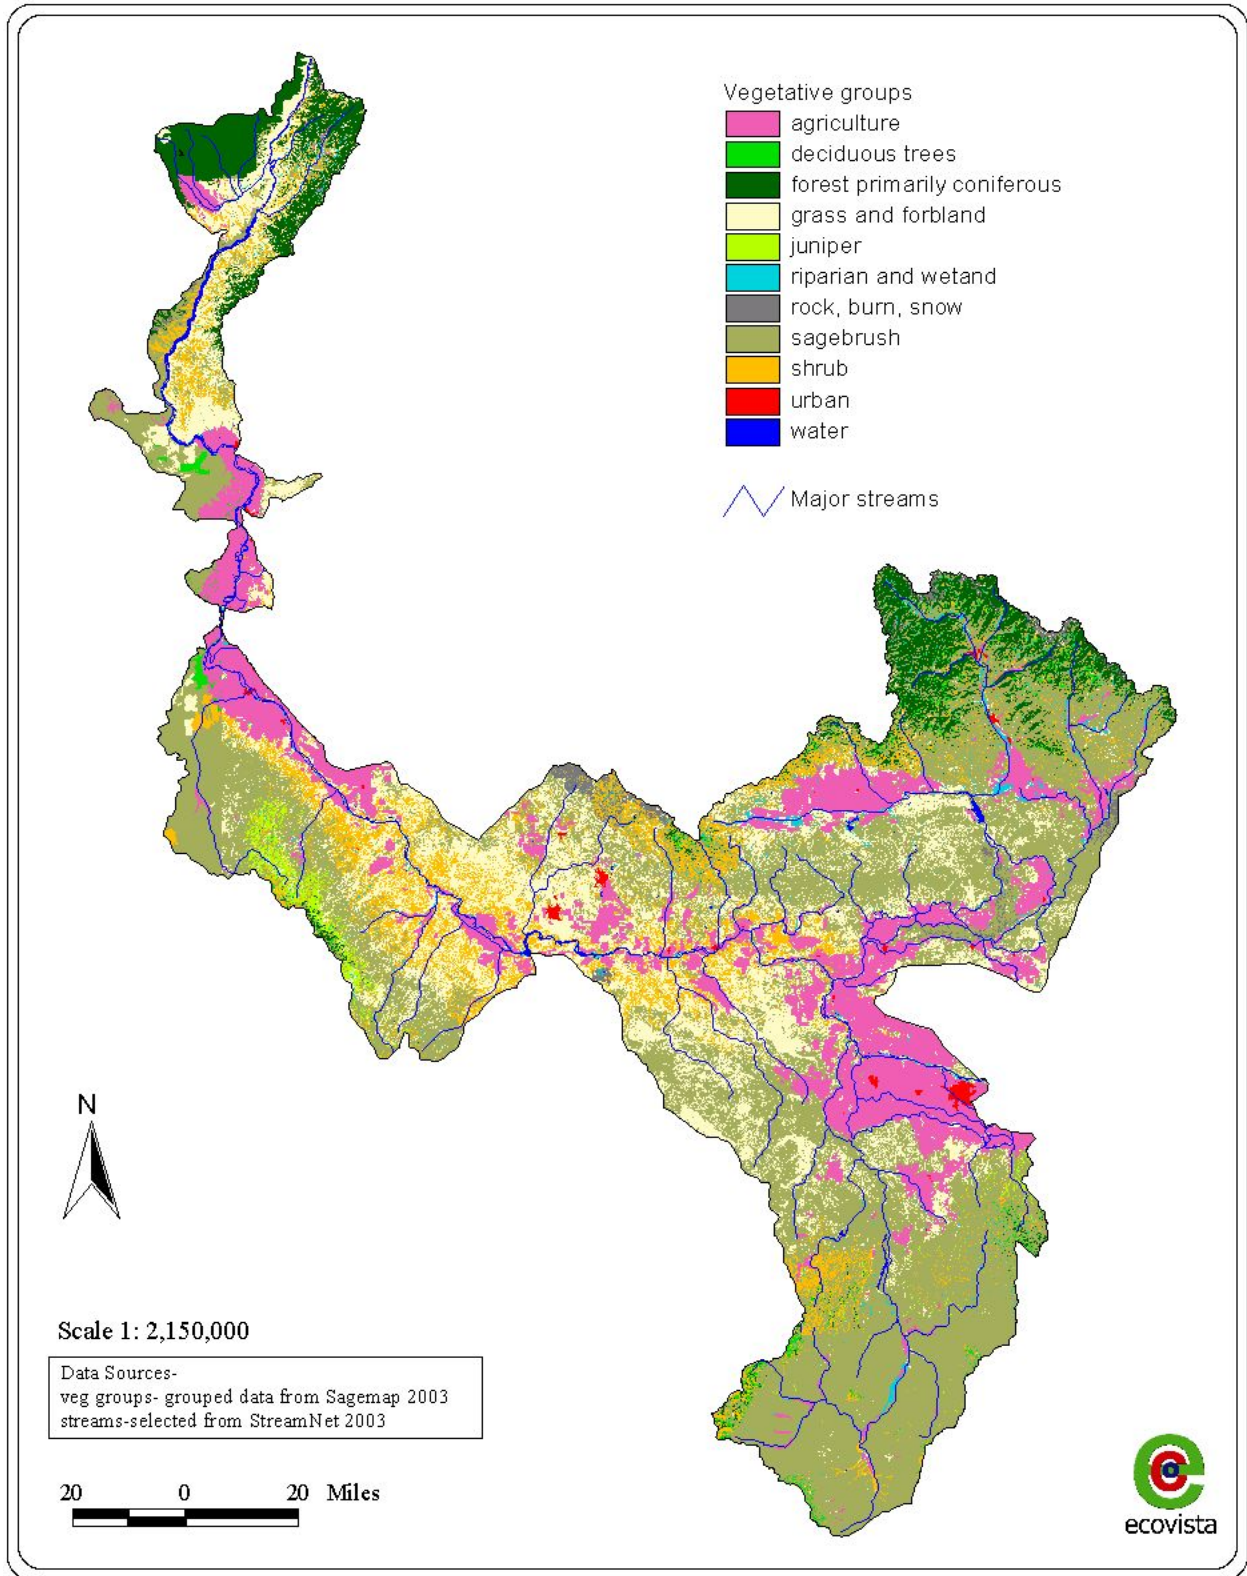 Vegetative groups
agriculture
deciduous trees
forest primarily coniferous
grass and forbland
juniper
riparian and wetand
rock, burn, snow
sagebrush
shrub
urban
water
Major streams
N
Scale 1: 2,150,000
Data Sources-
veg groups- grouped data from Sagemap 2003
streams-selected from StreamNet 2003
20 0 20 Miles
ecovista